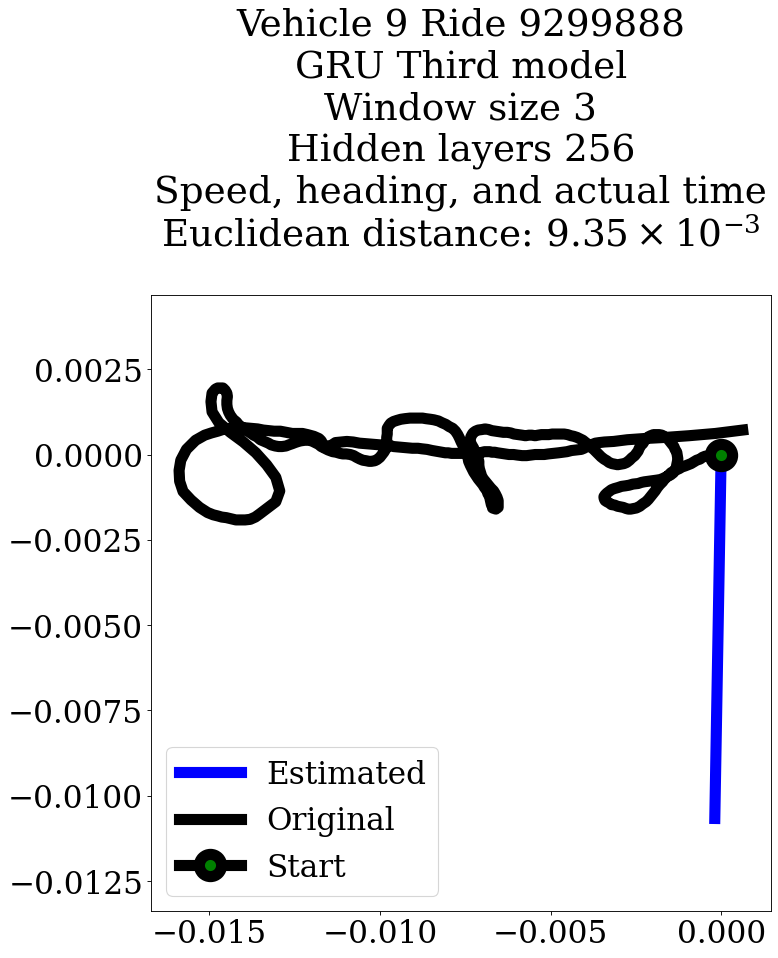 Vehicle 9 Ride 9299888
GRU Third model
Window size 3
Hidden layers 256
Speed, heading, and actual time
Euclidean distance: 9.35 × 10⁻³
0.0025
0.0000
−0.0025
−0.0050
−0.0075
−0.0100
−0.0125
Estimated
Original
Start
−0.015 −0.010 −0.005 0.000